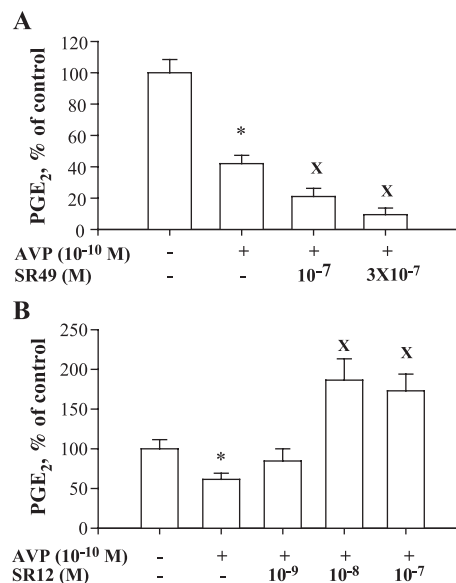 A
PGE₂, % of control
120
100
80
60
40
20
0
*
X
X
AVP (10⁻¹⁰ M) - + + +
SR49 (M) - - 10⁻⁷ 3X10⁻⁷
B
PGE₂, % of control
250
200
150
100
50
0
*
X
X
AVP (10⁻¹⁰ M) - + + + +
SR12 (M) - - 10⁻⁹ 10⁻⁸ 10⁻⁷